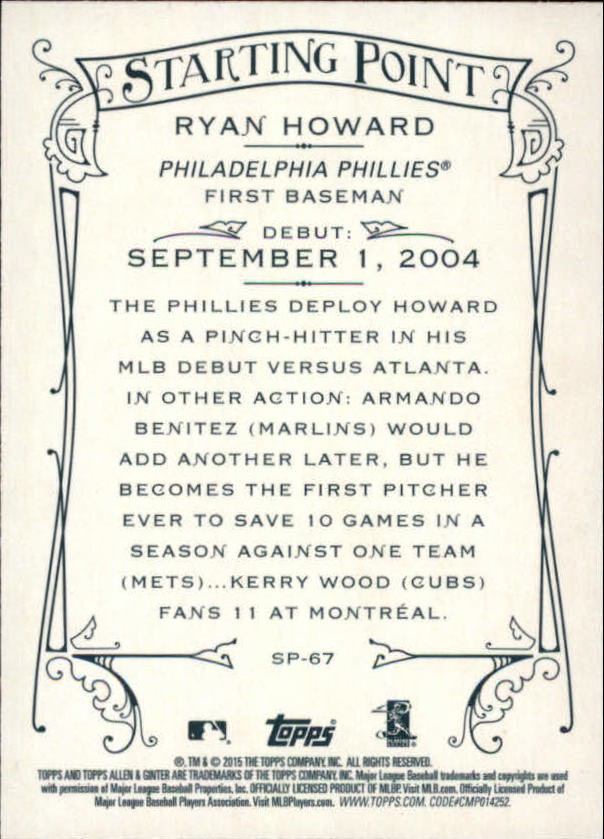 STARTING POINT
RYAN HOWARD
PHILADELPHIA PHILLIES®
FIRST BASEMAN
DEBUT:
SEPTEMBER 1, 2004
THE PHILLIES DEPLOY HOWARD
AS A PINCH-HITTER IN HIS
MLB DEBUT VERSUS ATLANTA.
IN OTHER ACTION: ARMANDO
BENITEZ (MARLINS) WOULD
ADD ANOTHER LATER, BUT HE
BECOMES THE FIRST PITCHER
EVER TO SAVE 10 GAMES IN A
SEASON AGAINST ONE TEAM
(METS)...KERRY WOOD (CUBS)
FANS 11 AT MONTRÉAL.
SP-67
topps
®, TM & © 2015 THE TOPPS COMPANY, INC. ALL RIGHTS RESERVED.
TOPPS AND TOPPS ALLEN & GINTER ARE TRADEMARKS OF THE TOPPS COMPANY, INC. Major League Baseball trademarks and copyrights are used
with permission of Major League Baseball Properties, Inc. OFFICIALLY LICENSED PRODUCT OF MLBP. Visit MLB.com. Officially Licensed Product of
Major League Baseball Players Association. Visit MLBPlayers.com. WWW.TOPPS.COM. CODE#CMP014252.